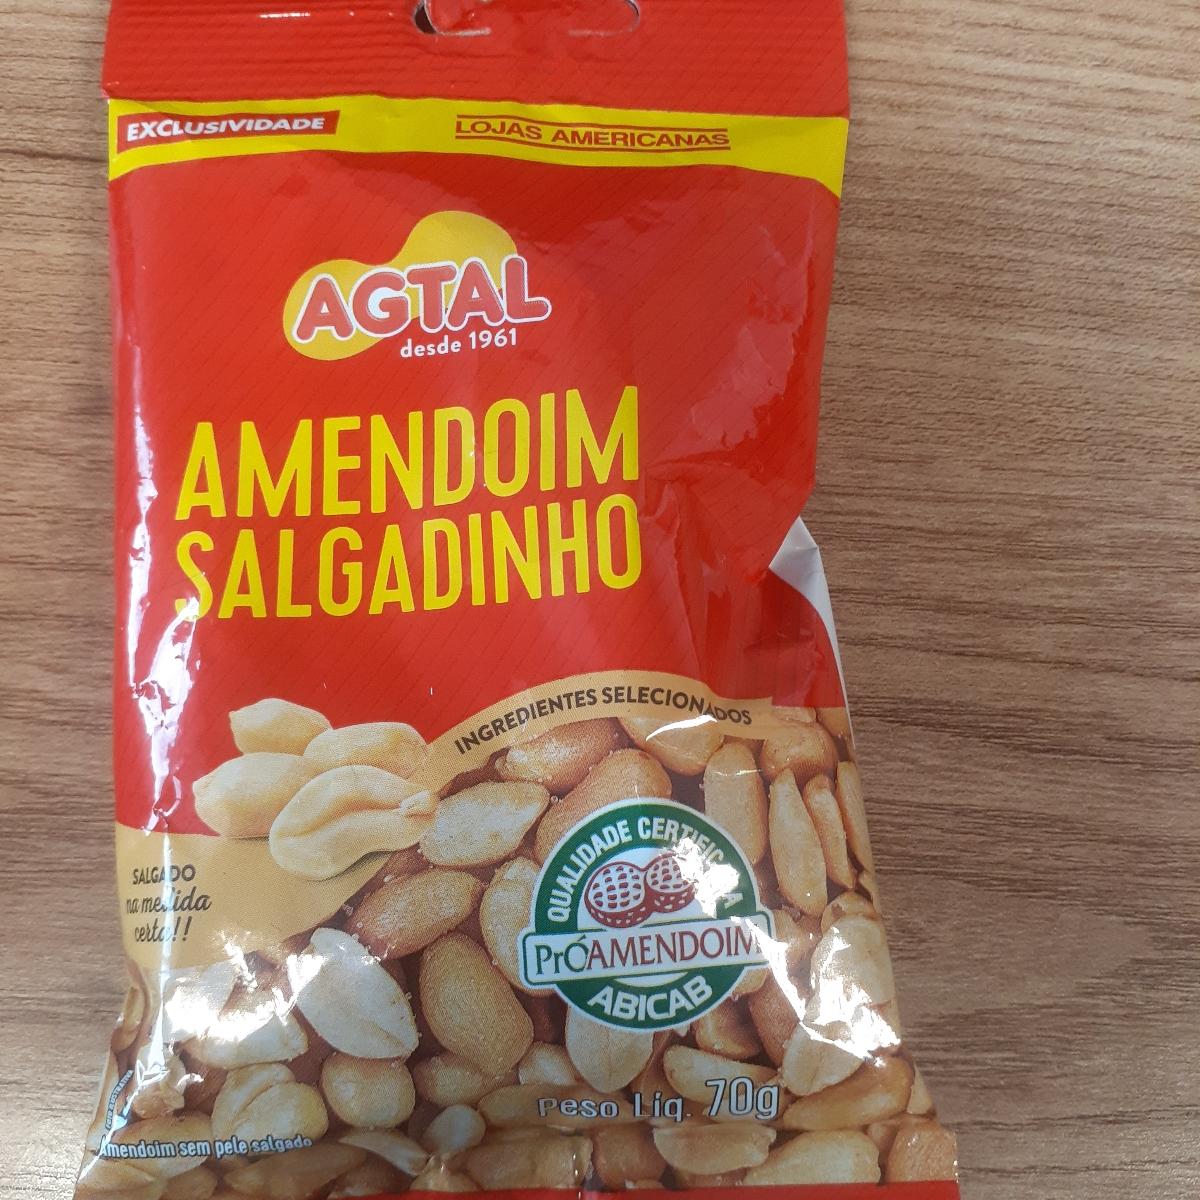 EXCLUSIVIDADE
LOJAS AMERICANAS
AGTAL
desde 1961
AMENDOIM
SALGADINHO
INGREDIENTES SELECIONADOS
SALGADO
na medida
certa!!
QUALIDADE CERTIFICADA
PrÓAMENDOIM
ABICAB
Peso Líq. 70g
Amendoim sem pele salgado